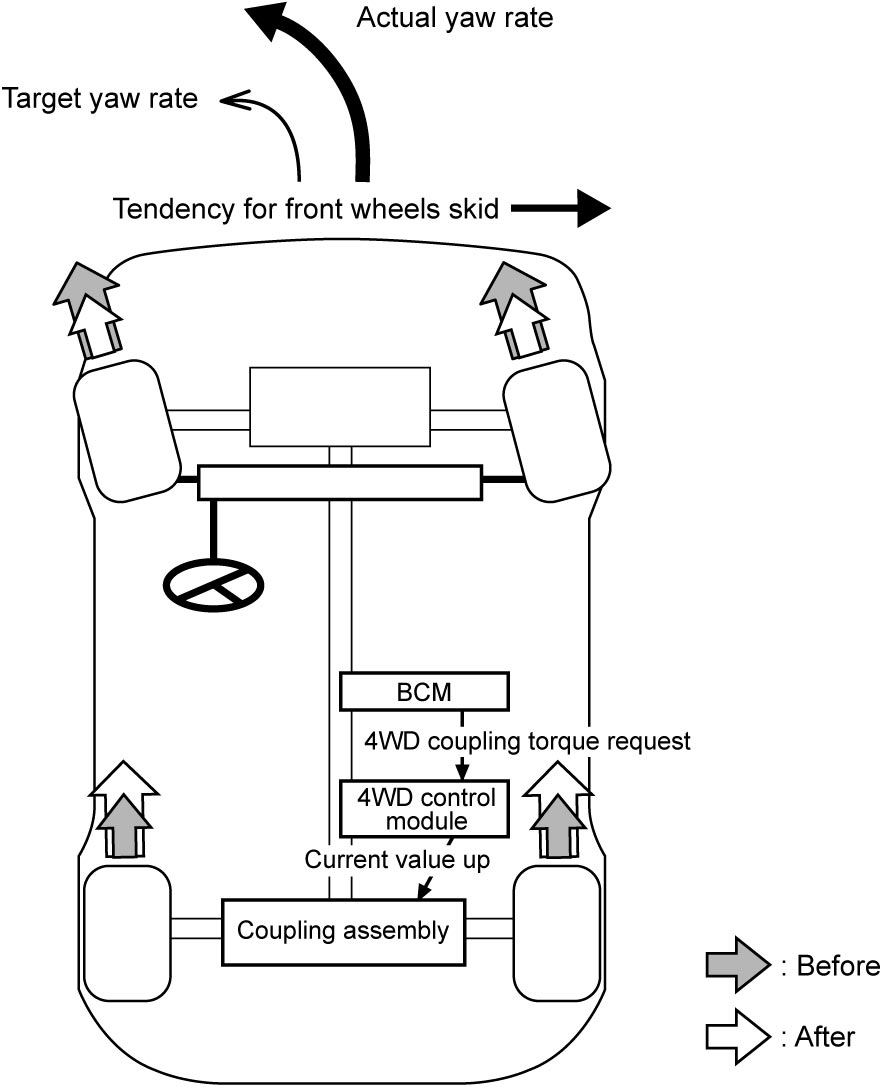 Actual yaw rate
Target yaw rate
Tendency for front wheels skid
BCM
4WD coupling torque request
4WD control
module
Current value up
Coupling assembly
: Before
: After